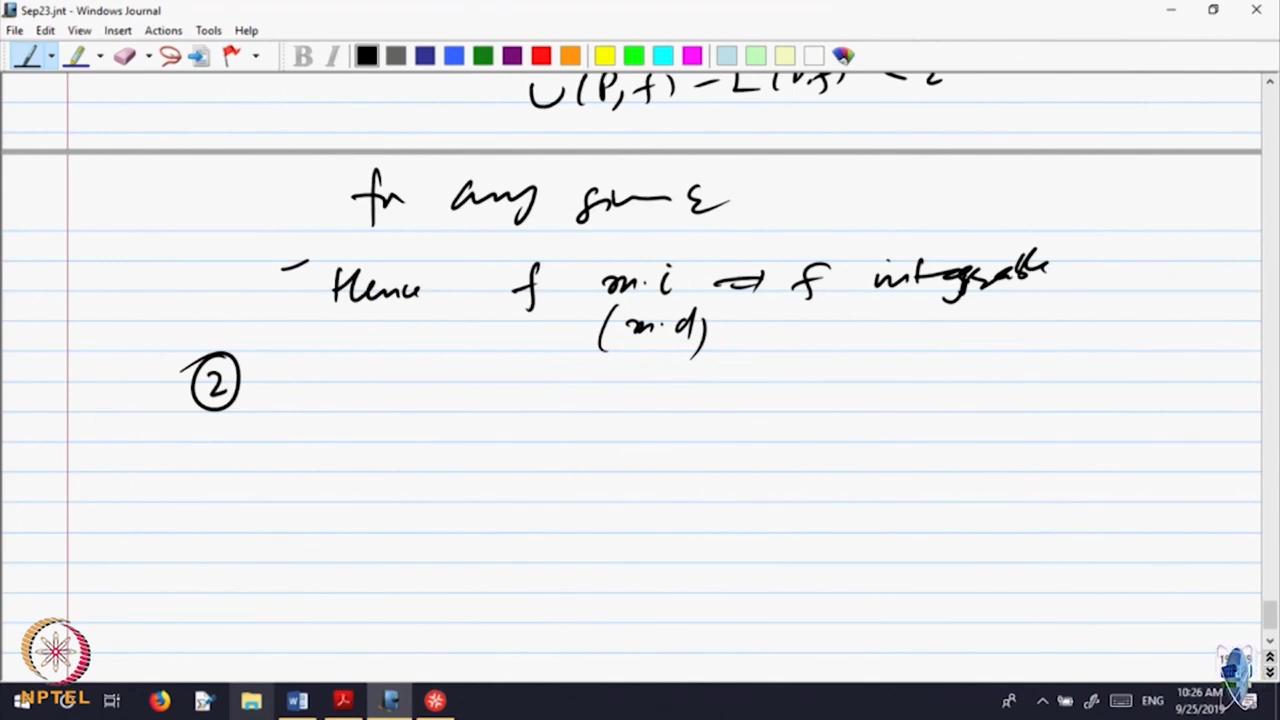 Sep23.jnt - Windows Journal
File Edit View Insert Actions Tools Help
B I
U(P, f) - L(P, f) < ε
for any given ε
Hence f m.i ⇒ f integrable
(m.d)
2
NPTEL
ENG
10:26 AM
9/25/2019